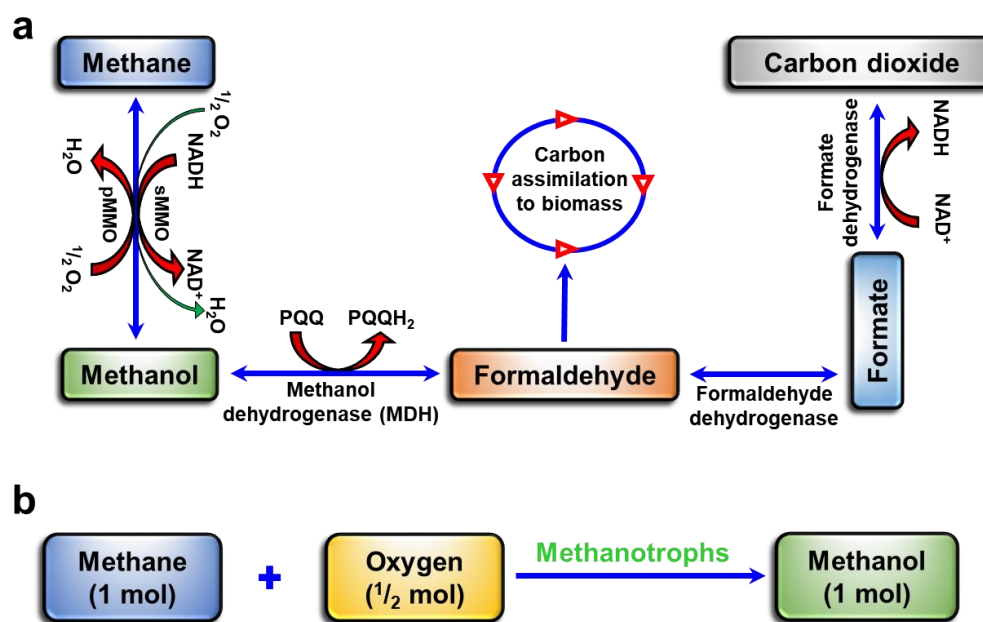 a
Methane
½O₂
NADH
H₂O
pMMO
sMMO
½ O₂
NAD⁺
H₂O
Methanol
PQQ
PQQH₂
Methanol
dehydrogenase (MDH)
Carbon
assimilation
to biomass
Formaldehyde
Formaldehyde
dehydrogenase
Carbon dioxide
Formate
dehydrogenase
NADH
NAD⁺
Formate
b
Methane
(1 mol)
+
Oxygen
(½ mol)
Methanotrophs
Methanol
(1 mol)